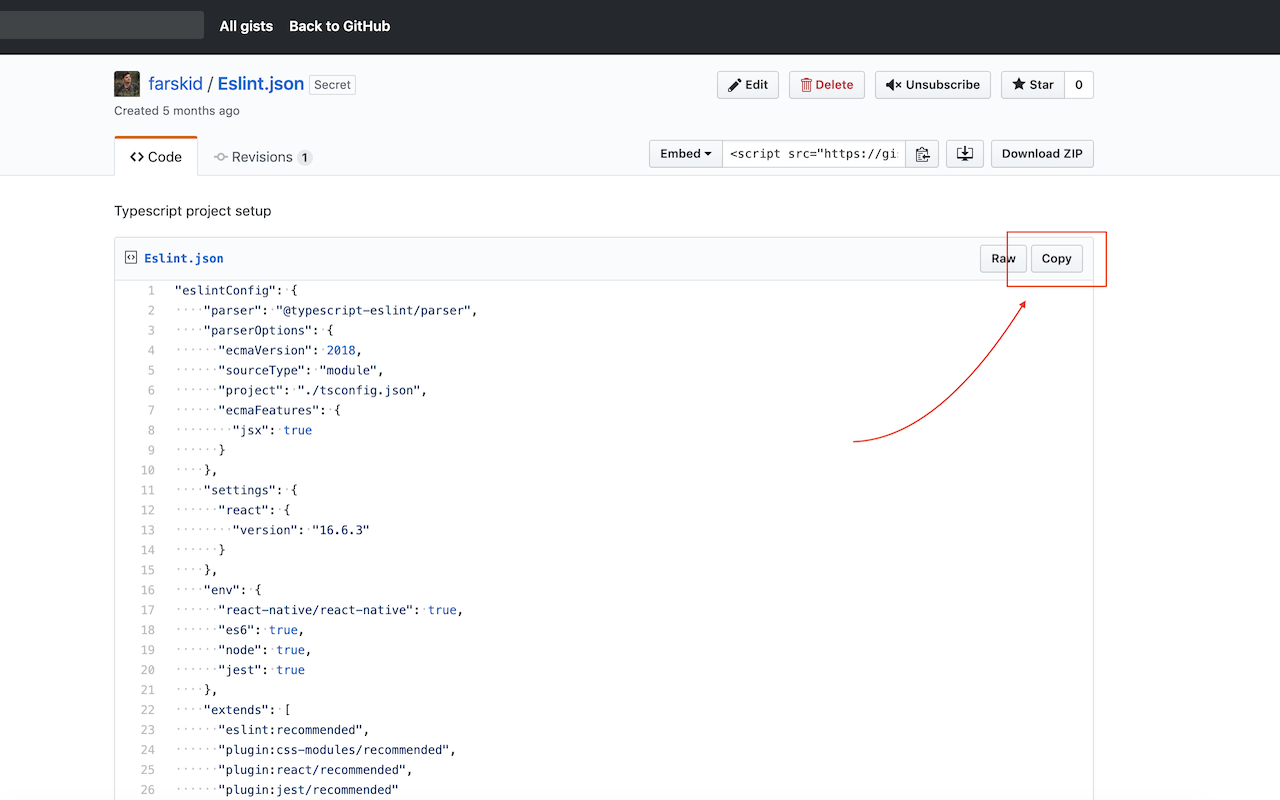 All gists Back to GitHub
farskid / Eslint.json Secret
Edit Delete Unsubscribe Star 0
Created 5 months ago
Code Revisions 1
Embed <script src="https://gi Download ZIP
Typescript project setup
Eslint.json Raw Copy
1 "eslintConfig": {
2 ····"parser": "@typescript-eslint/parser",
3 ····"parserOptions": {
4 ······"ecmaVersion": 2018,
5 ······"sourceType": "module",
6 ······"project": "./tsconfig.json",
7 ······"ecmaFeatures": {
8 ········"jsx": true
9 ······}
10 ····},
11 ····"settings": {
12 ······"react": {
13 ········"version": "16.6.3"
14 ······}
15 ····},
16 ····"env": {
17 ······"react-native/react-native": true,
18 ······"es6": true,
19 ······"node": true,
20 ······"jest": true
21 ····},
22 ····"extends": [
23 ······"eslint:recommended",
24 ······"plugin:css-modules/recommended",
25 ······"plugin:react/recommended",
26 ······"plugin:jest/recommended"